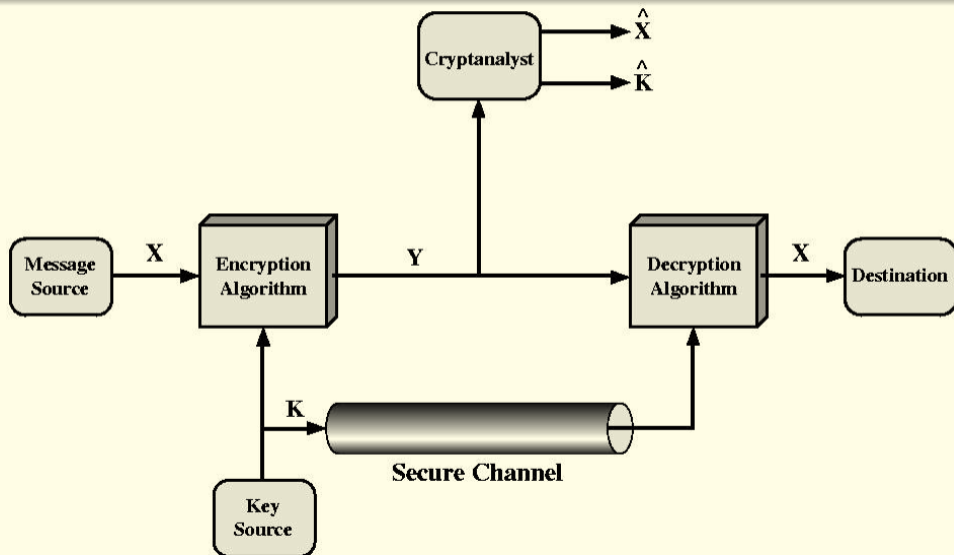 X̂
Cryptanalyst
K̂
X
Y
X
Message
Source
Encryption
Algorithm
Decryption
Algorithm
Destination
K
Secure Channel
Key
Source